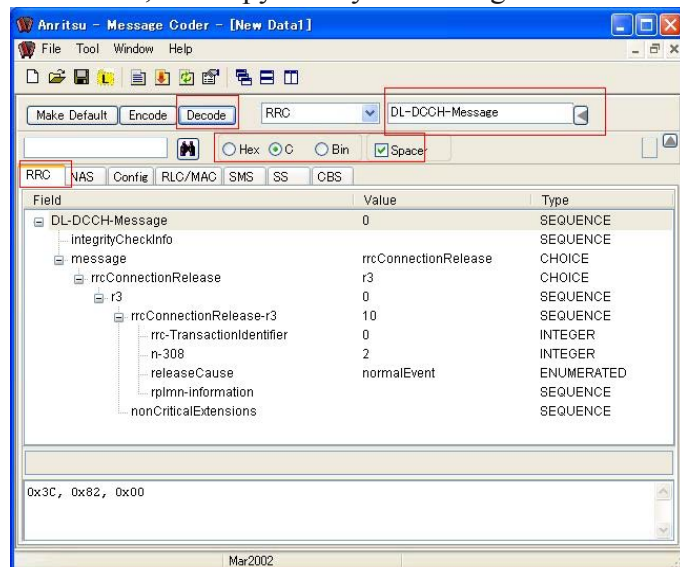 Anritsu - Message Coder - [New Data1]
File Tool Window Help
Make Default Encode Decode RRC DL-DCCH-Message
Hex C Bin Spacer
RRC NAS Config RLC/MAC SMS SS CBS
Field Value Type
DL-DCCH-Message 0 SEQUENCE
integrityCheckInfo SEQUENCE
message rrcConnectionRelease CHOICE
rrcConnectionRelease r3 CHOICE
r3 0 SEQUENCE
rrcConnectionRelease-r3 10 SEQUENCE
rrc-TransactionIdentifier 0 INTEGER
n-308 2 INTEGER
releaseCause normalEvent ENUMERATED
rplmn-information SEQUENCE
nonCriticalExtensions SEQUENCE
0x3C, 0x82, 0x00
Mar2002